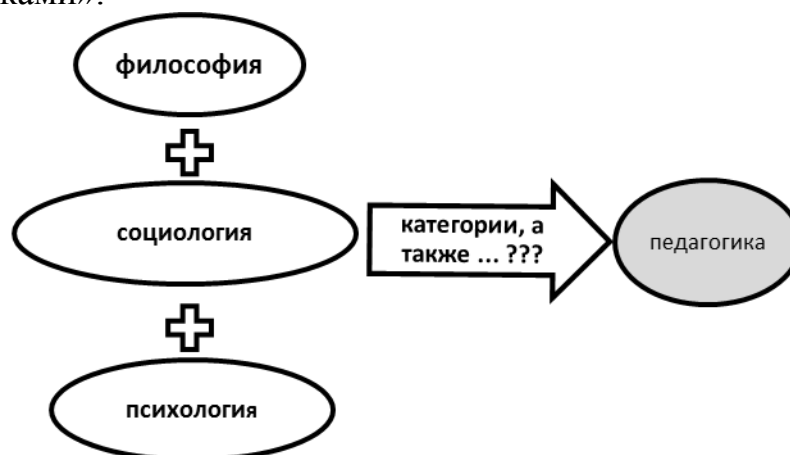 ками».
философия
социология
категории, а
также ... ???
педагогика
психология